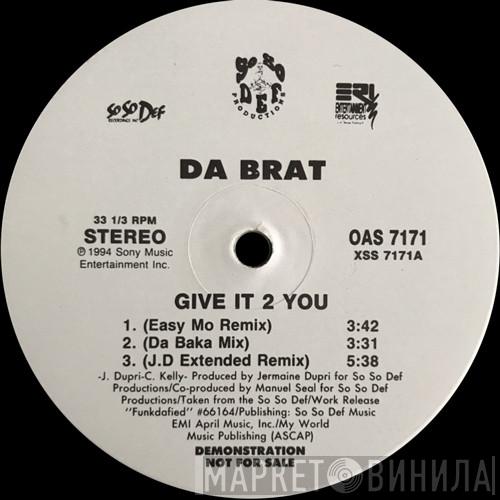 SO SO DEF
RECORDINGS INC
SO SO
DEF
PRODUCTIONS
ERI
ENTERTAINMENT
resources
DA BRAT
33 1/3 RPM
STEREO
℗ 1994 Sony Music
Entertainment Inc.
OAS 7171
XSS 7171A
GIVE IT 2 YOU
1. (Easy Mo Remix) 3:42
2. (Da Baka Mix) 3:31
3. (J.D Extended Remix) 5:38
-J. Dupri-C. Kelly- Produced by Jermaine Dupri for So So Def
Productions/Co-produced by Manuel Seal for So So Def
Productions/Taken from the So So Def/Work Release
"Funkdafied" #66164/Publishing: So So Def Music
EMI April Music, Inc./My World
Music Publishing (ASCAP)
DEMONSTRATION
NOT FOR SALE
МАРКЕТ ВИНИЛА